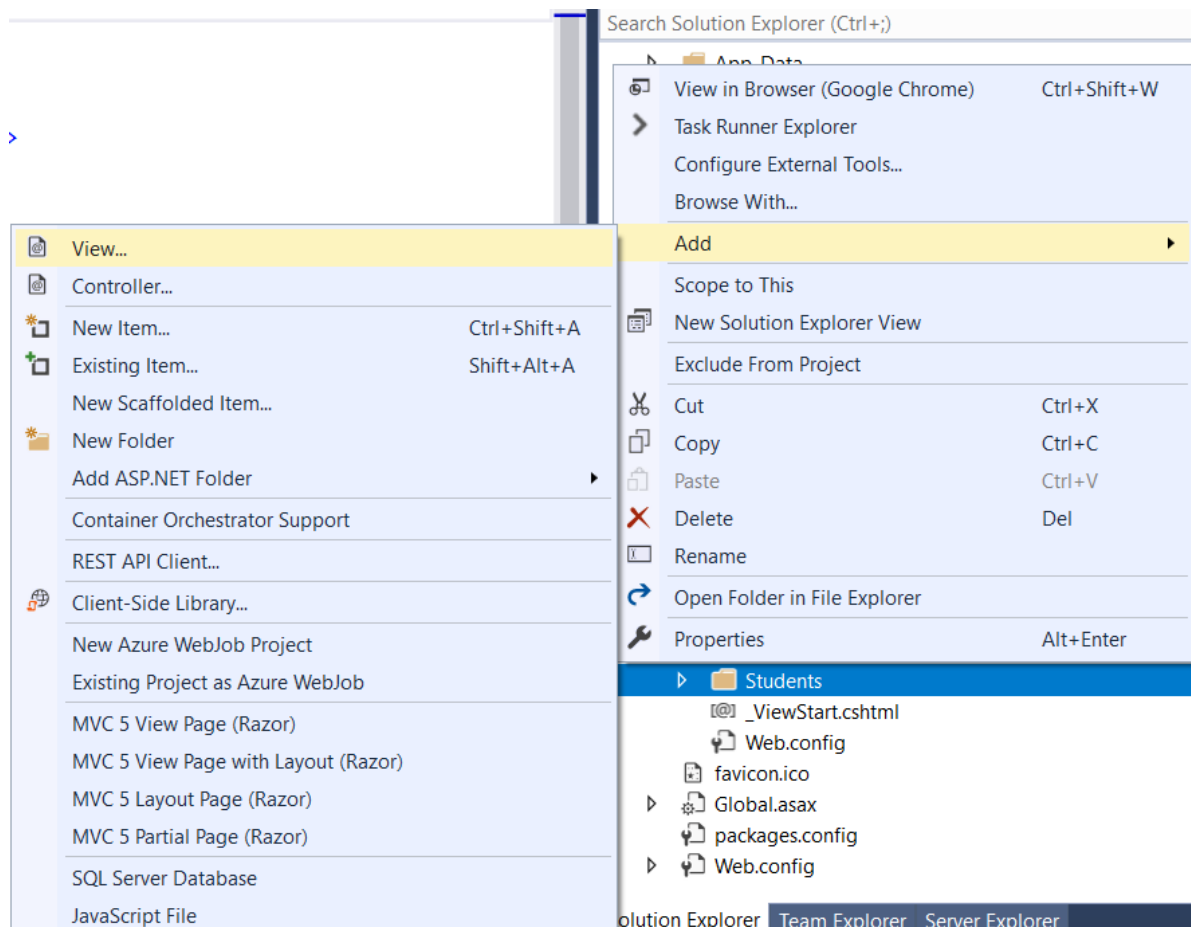 Search Solution Explorer (Ctrl+;)
App_Data
View in Browser (Google Chrome) Ctrl+Shift+W
Task Runner Explorer
Configure External Tools...
Browse With...
Add
Scope to This
New Solution Explorer View
Exclude From Project
Cut Ctrl+X
Copy Ctrl+C
Paste Ctrl+V
Delete Del
Rename
Open Folder in File Explorer
Properties Alt+Enter
View...
Controller...
New Item... Ctrl+Shift+A
Existing Item... Shift+Alt+A
New Scaffolded Item...
New Folder
Add ASP.NET Folder
Container Orchestrator Support
REST API Client...
Client-Side Library...
New Azure WebJob Project
Existing Project as Azure WebJob
MVC 5 View Page (Razor)
MVC 5 View Page with Layout (Razor)
MVC 5 Layout Page (Razor)
MVC 5 Partial Page (Razor)
SQL Server Database
JavaScript File
Students
_ViewStart.cshtml
Web.config
favicon.ico
Global.asax
packages.config
Web.config
olution Explorer Team Explorer Server Explorer
>